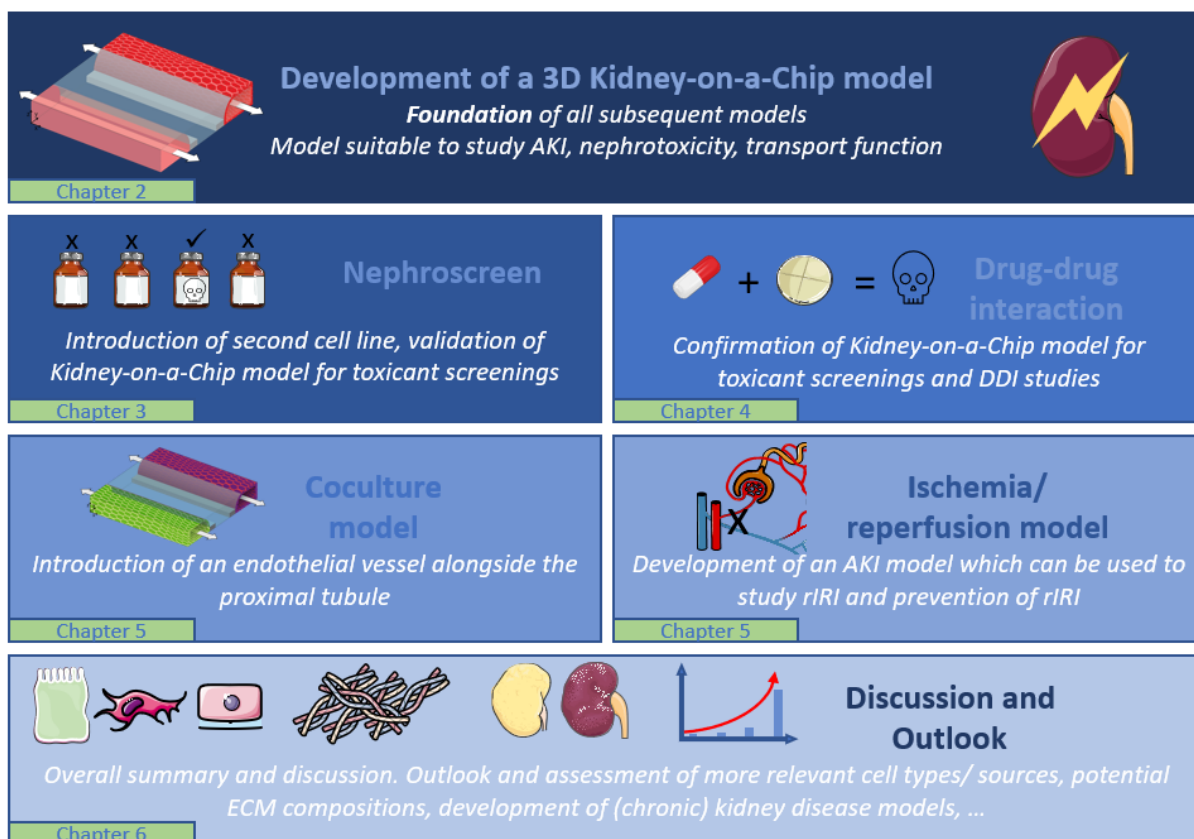 Development of a 3D Kidney-on-a-Chip model
Foundation of all subsequent models
Model suitable to study AKI, nephrotoxicity, transport function
Chapter 2
x x ✓ x
Nephroscreen
Introduction of second cell line, validation of
Kidney-on-a-Chip model for toxicant screenings
Chapter 3
+ =
Drug-drug
interaction
Confirmation of Kidney-on-a-Chip model for
toxicant screenings and DDI studies
Chapter 4
Coculture
model
Introduction of an endothelial vessel alongside the
proximal tubule
Chapter 5
X
Ischemia/
reperfusion model
Development of an AKI model which can be used to
study rIRI and prevention of rIRI
Chapter 5
Discussion and
Outlook
Overall summary and discussion. Outlook and assessment of more relevant cell types/ sources, potential
ECM compositions, development of (chronic) kidney disease models, ...
Chapter 6